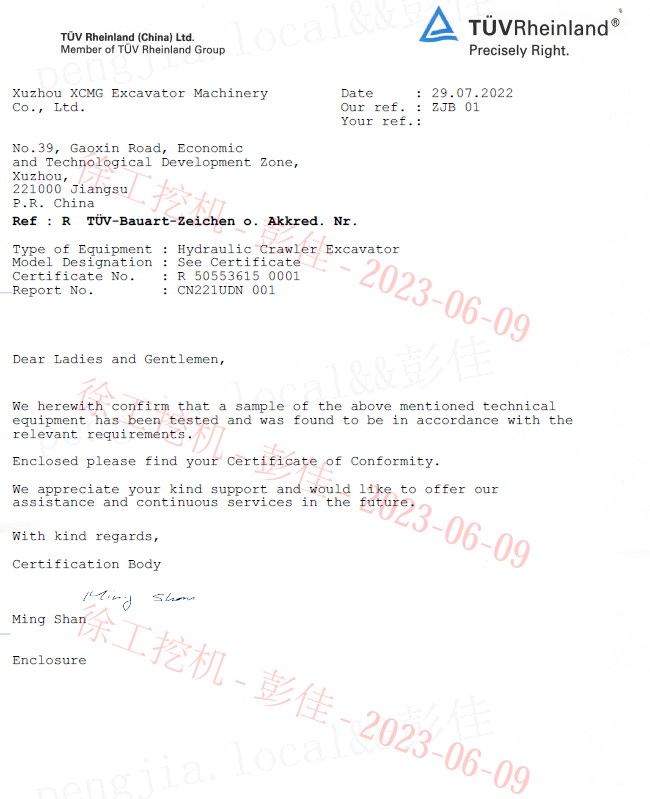 TÜV Rheinland (China) Ltd.
Member of TÜV Rheinland Group
TÜVRheinland®
Precisely Right.
Xuzhou XCMG Excavator Machinery
Co., Ltd.
Date : 29.07.2022
Our ref. : ZJB 01
Your ref.:
No.39, Gaoxin Road, Economic
and Technological Development Zone,
Xuzhou,
221000 Jiangsu
P.R. China
Ref : R TÜV-Bauart-Zeichen o. Akkred. Nr.
Type of Equipment : Hydraulic Crawler Excavator
Model Designation : See Certificate
Certificate No. : R 50553615 0001
Report No. : CN221UDN 001
Dear Ladies and Gentlemen,
We herewith confirm that a sample of the above mentioned technical
equipment has been tested and was found to be in accordance with the
relevant requirements.
Enclosed please find your Certificate of Conformity.
We appreciate your kind support and would like to offer our
assistance and continuous services in the future.
With kind regards,
Certification Body
Ming Shan
Ming Shan
Enclosure
徐工挖机 - 彭佳 - 2023-06-09
徐工挖机 - 彭佳 - 2023-06-09
徐工挖机 - 彭佳 - 2023-06-09
pengjia.local&&彭佳
pengjia.local&&彭佳
pengjia.local&&彭佳